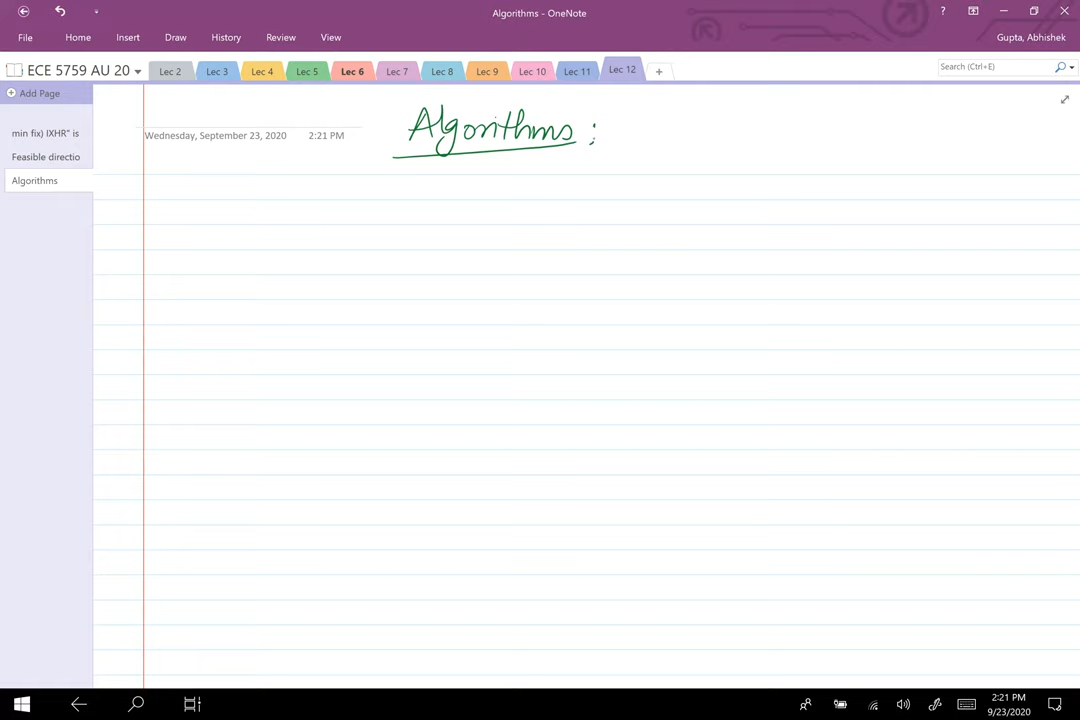 Algorithms - OneNote
?
File Home Insert Draw History Review View
Gupta, Abhishek
ECE 5759 AU 20
Lec 2 Lec 3 Lec 4 Lec 5 Lec 6 Lec 7 Lec 8 Lec 9 Lec 10 Lec 11 Lec 12 +
Search (Ctrl+E)
Add Page
min fix) IXHR" is
Feasible directio
Algorithms
Wednesday, September 23, 2020 2:21 PM
Algorithms ;
2:21 PM
9/23/2020